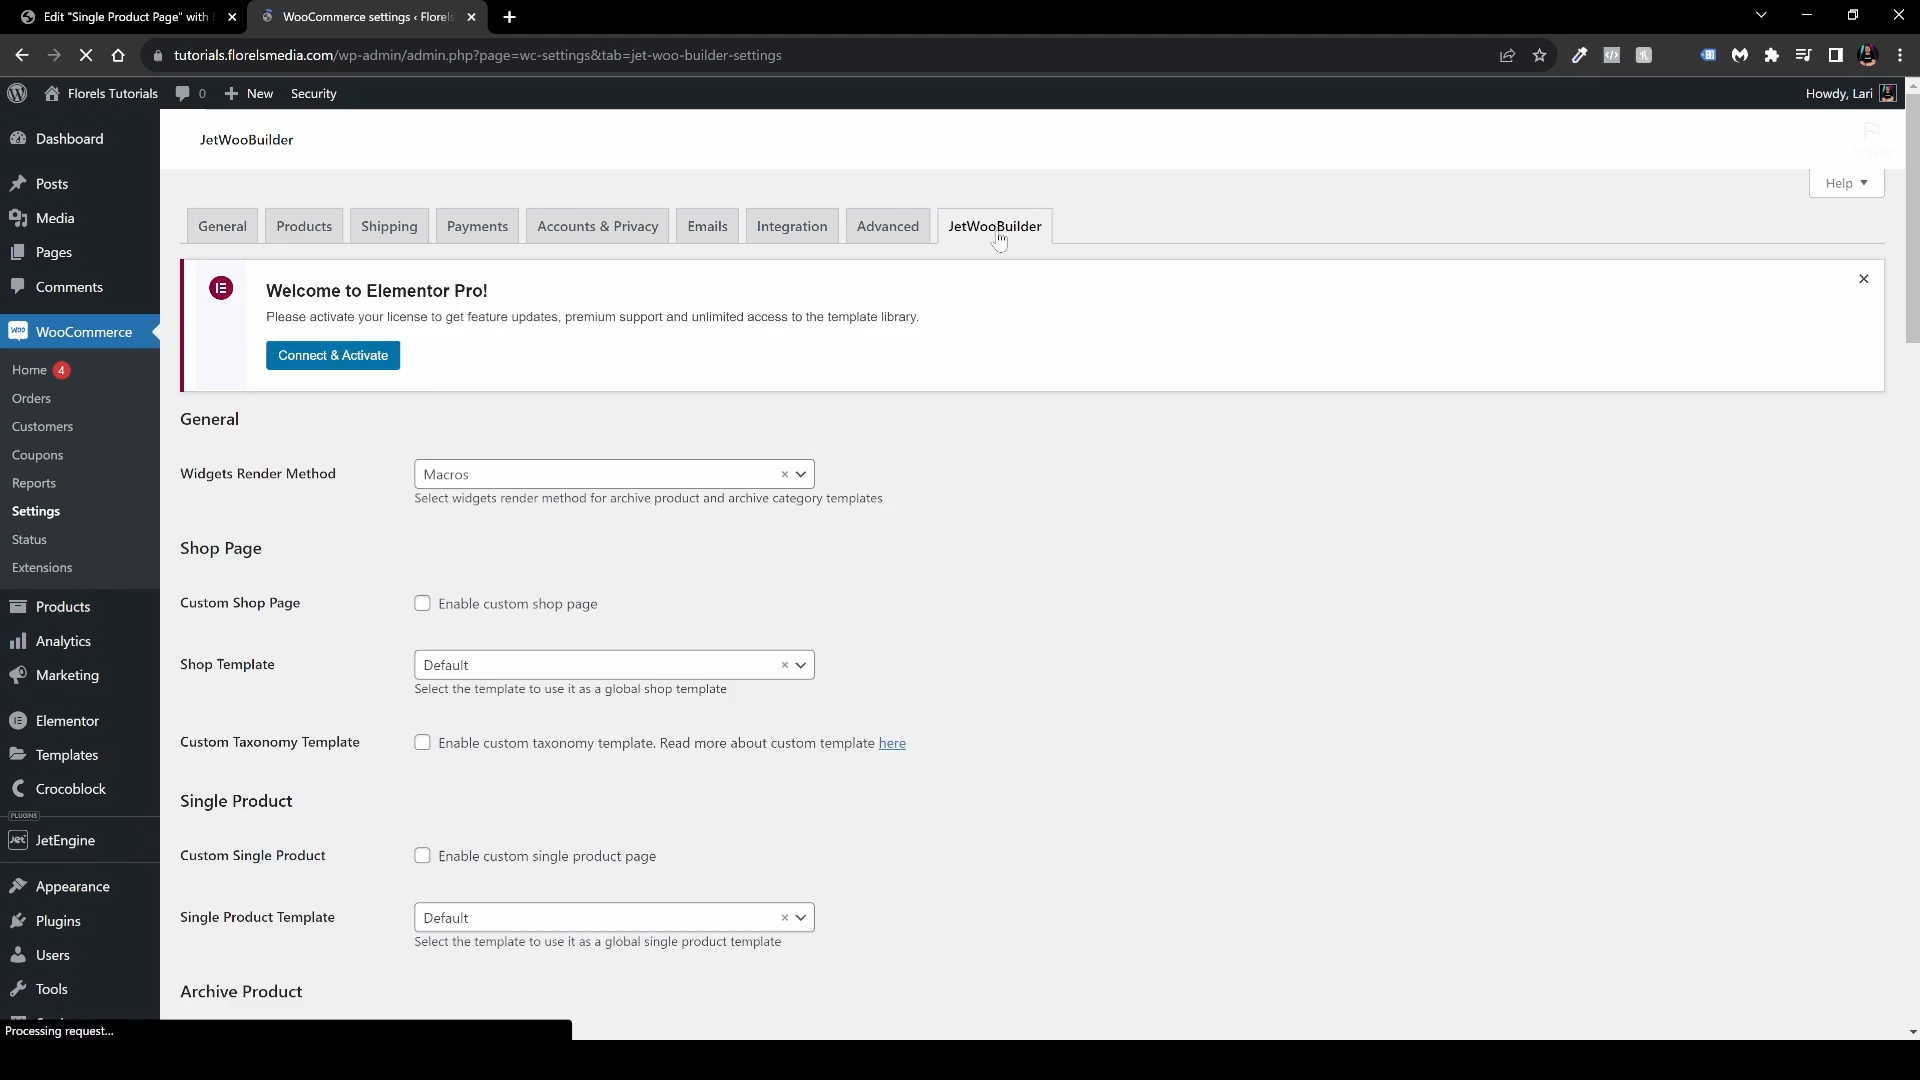 Edit "Single Product Page" with
WooCommerce settings ‹ Florels
tutorials.florelsmedia.com/wp-admin/admin.php?page=wc-settings&tab=jet-woo-builder-settings
Florels Tutorials
0
New
Security
Howdy, Lari
Dashboard
Posts
Media
Pages
Comments
WooCommerce
Home 4
Orders
Customers
Coupons
Reports
Settings
Status
Extensions
Products
Analytics
Marketing
Elementor
Templates
Crocoblock
PLUGINS
JetEngine
Appearance
Plugins
Users
Tools
Processing request...
JetWooBuilder
Help
General
Products
Shipping
Payments
Accounts & Privacy
Emails
Integration
Advanced
JetWooBuilder
Welcome to Elementor Pro!
Please activate your license to get feature updates, premium support and unlimited access to the template library.
Connect & Activate
General
Widgets Render Method
Macros
Select widgets render method for archive product and archive category templates
Shop Page
Custom Shop Page
Enable custom shop page
Shop Template
Default
Select the template to use it as a global shop template
Custom Taxonomy Template
Enable custom taxonomy template. Read more about custom template here
Single Product
Custom Single Product
Enable custom single product page
Single Product Template
Default
Select the template to use it as a global single product template
Archive Product